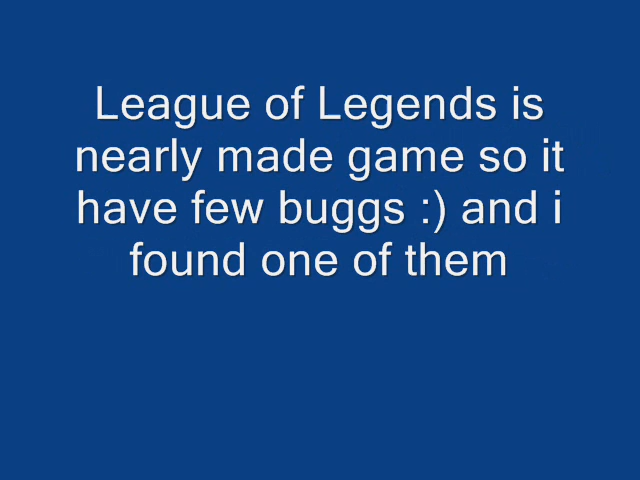 League of Legends is
nearly made game so it
have few buggs :) and i
found one of them